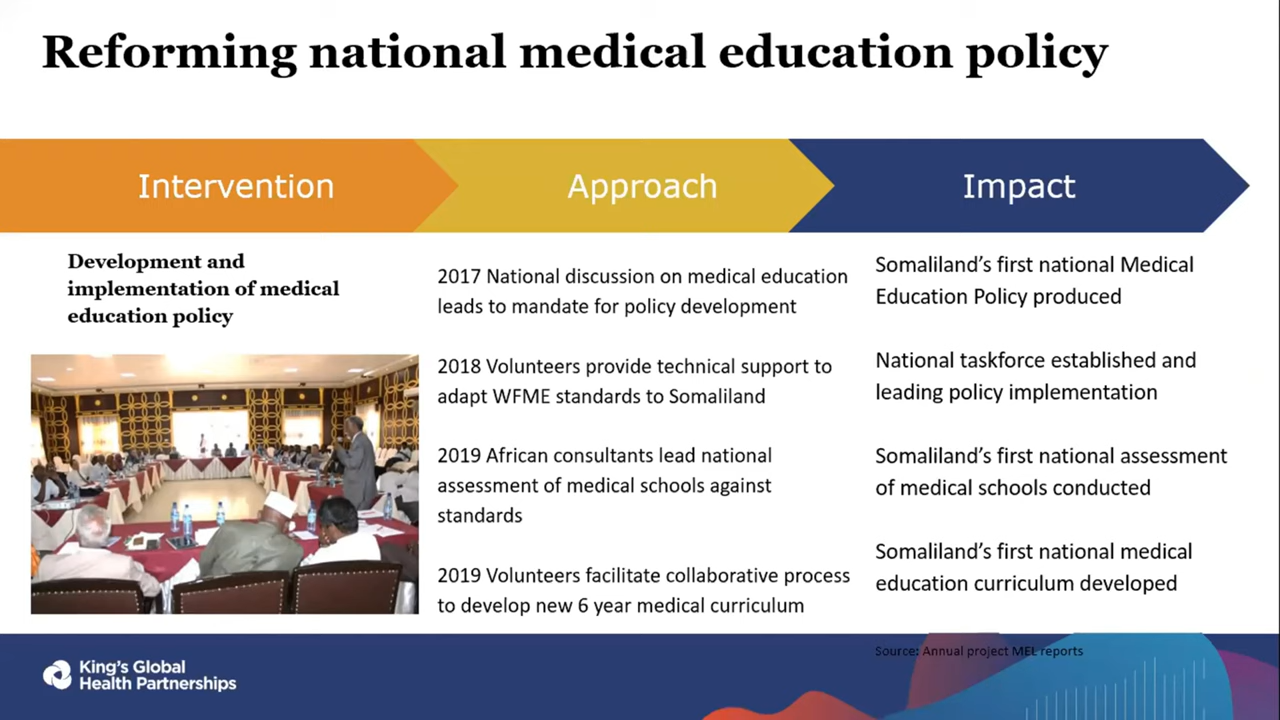 Reforming national medical education policy
Intervention
Approach
Impact
Development and
implementation of medical
education policy
2017 National discussion on medical education
leads to mandate for policy development
2018 Volunteers provide technical support to
adapt WFME standards to Somaliland
2019 African consultants lead national
assessment of medical schools against
standards
2019 Volunteers facilitate collaborative process
to develop new 6 year medical curriculum
Somaliland’s first national Medical
Education Policy produced
National taskforce established and
leading policy implementation
Somaliland’s first national assessment
of medical schools conducted
Somaliland’s first national medical
education curriculum developed
Source: Annual project MEL reports
King’s Global
Health Partnerships